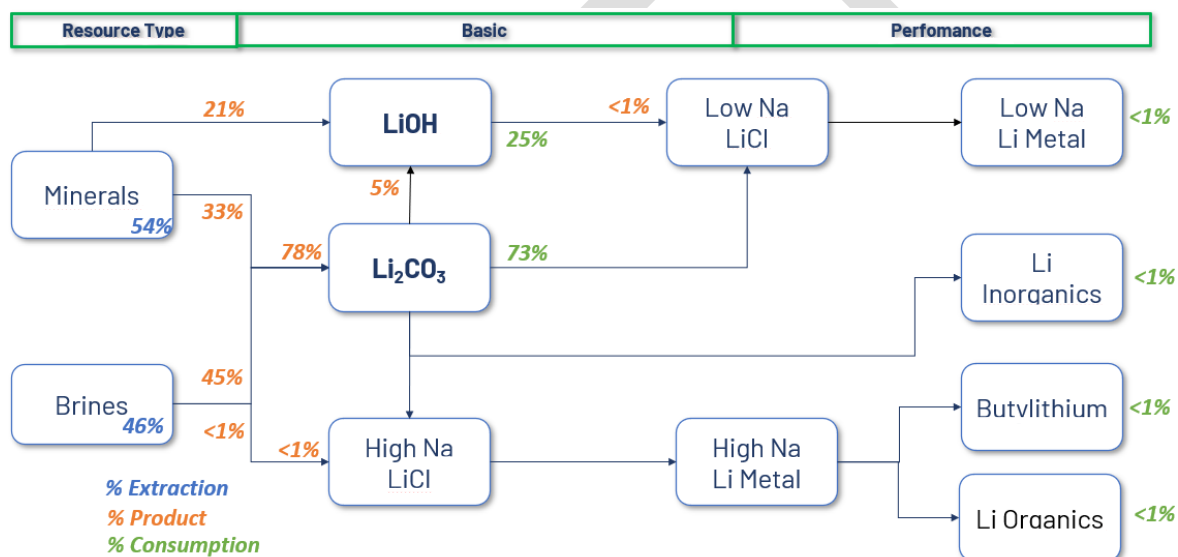 Resource Type
Basic
Perfomance
21%
LiOH
25%
<1%
Low Na
LiCl
Low Na
Li Metal
<1%
Minerals
54%
33%
5%
78%
Li₂CO₃
73%
Li
Inorganics
<1%
Brines
46%
45%
<1%
<1%
High Na
LiCl
High Na
Li Metal
Butvlithium
<1%
Li Organics
<1%
% Extraction
% Product
% Consumption